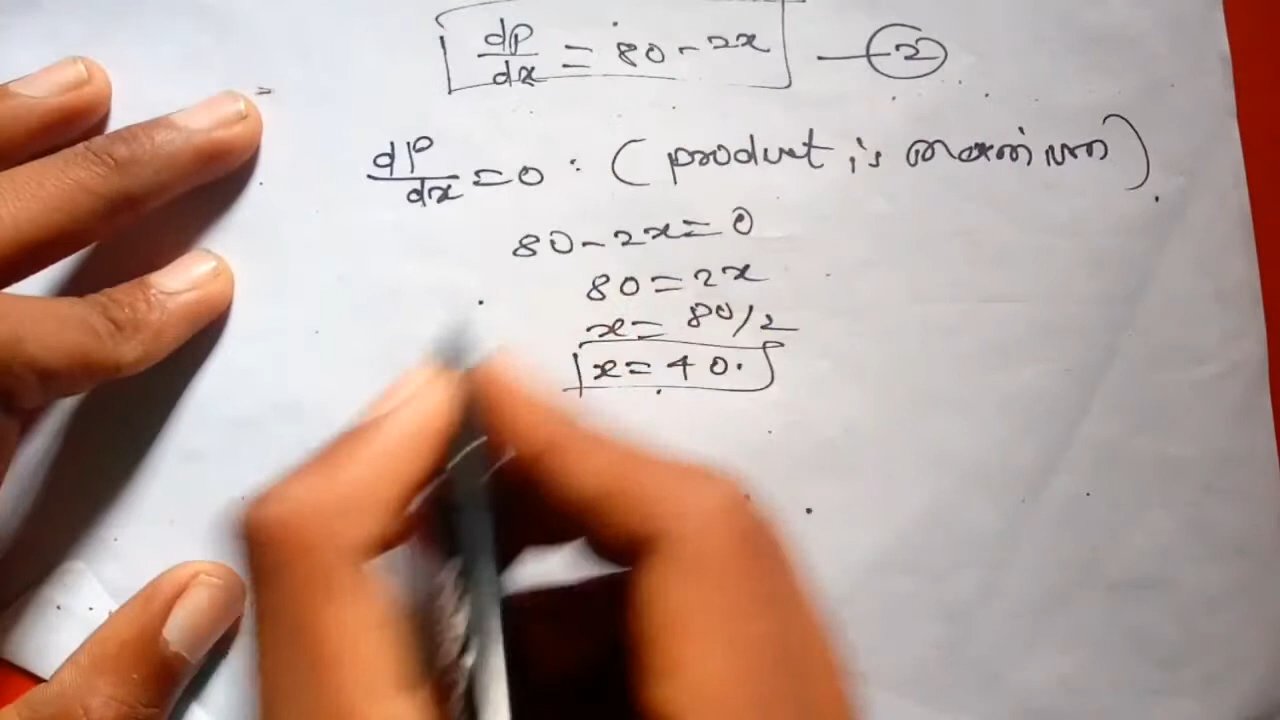 dp/dx = 80 - 2x — 2
dP/dx = 0 : (product is maximum)
80 - 2x = 0
80 = 2x
x = 80/2
x = 40.